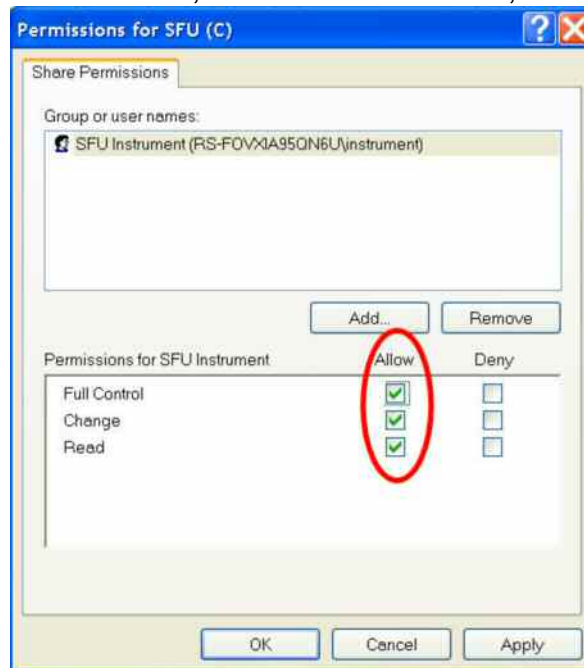 Permissions for SFU (C)
Share Permissions
Group or user names:
SFU Instrument (RS-FOVXIA95QN6U\instrument)
Add... Remove
Permissions for SFU Instrument Allow Deny
Full Control
Change
Read
OK Cancel Apply